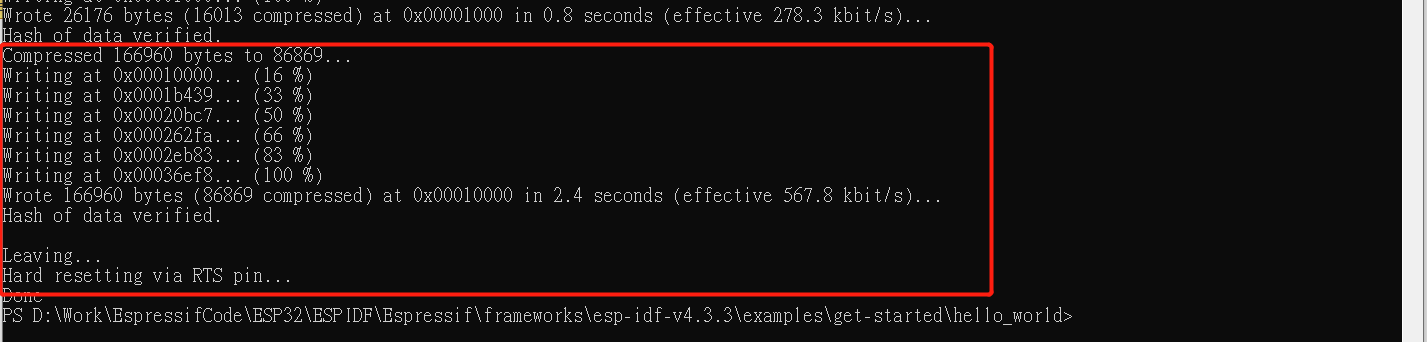 Wrote 26176 bytes (16013 compressed) at 0x00001000 in 0.8 seconds (effective 278.3 kbit/s)...
Hash of data verified.
Compressed 166960 bytes to 86869...
Writing at 0x00010000... (16 %)
Writing at 0x0001b439... (33 %)
Writing at 0x00020bc7... (50 %)
Writing at 0x000262fa... (66 %)
Writing at 0x0002eb83... (83 %)
Writing at 0x00036ef8... (100 %)
Wrote 166960 bytes (86869 compressed) at 0x00010000 in 2.4 seconds (effective 567.8 kbit/s)...
Hash of data verified.
Leaving...
Hard resetting via RTS pin...
Done
PS D:\Work\EspressifCode\ESP32\ESPIDF\Espressif\frameworks\esp-idf-v4.3.3\examples\get-started\hello_world>